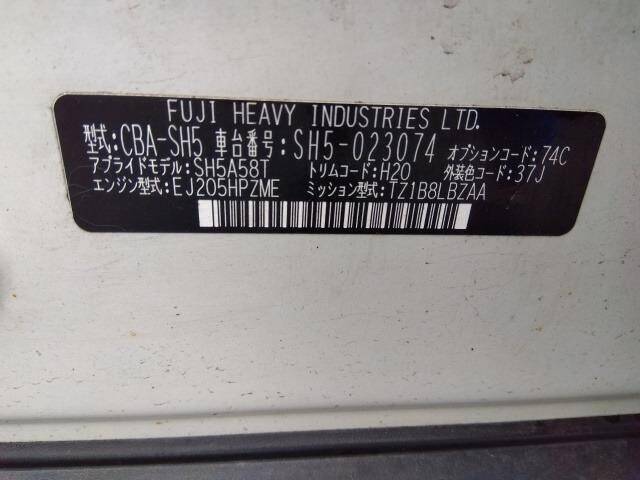 FUJI HEAVY INDUSTRIES LTD.
型式:CBA-SH5 車台番号:SH5-023074 オプションコード:74C
アプライドモデル:SH5A58T トリムコード:H20 外装色コード:37J
エンジン型式:EJ205HPZME ミッション型式:TZ1B8LBZAA